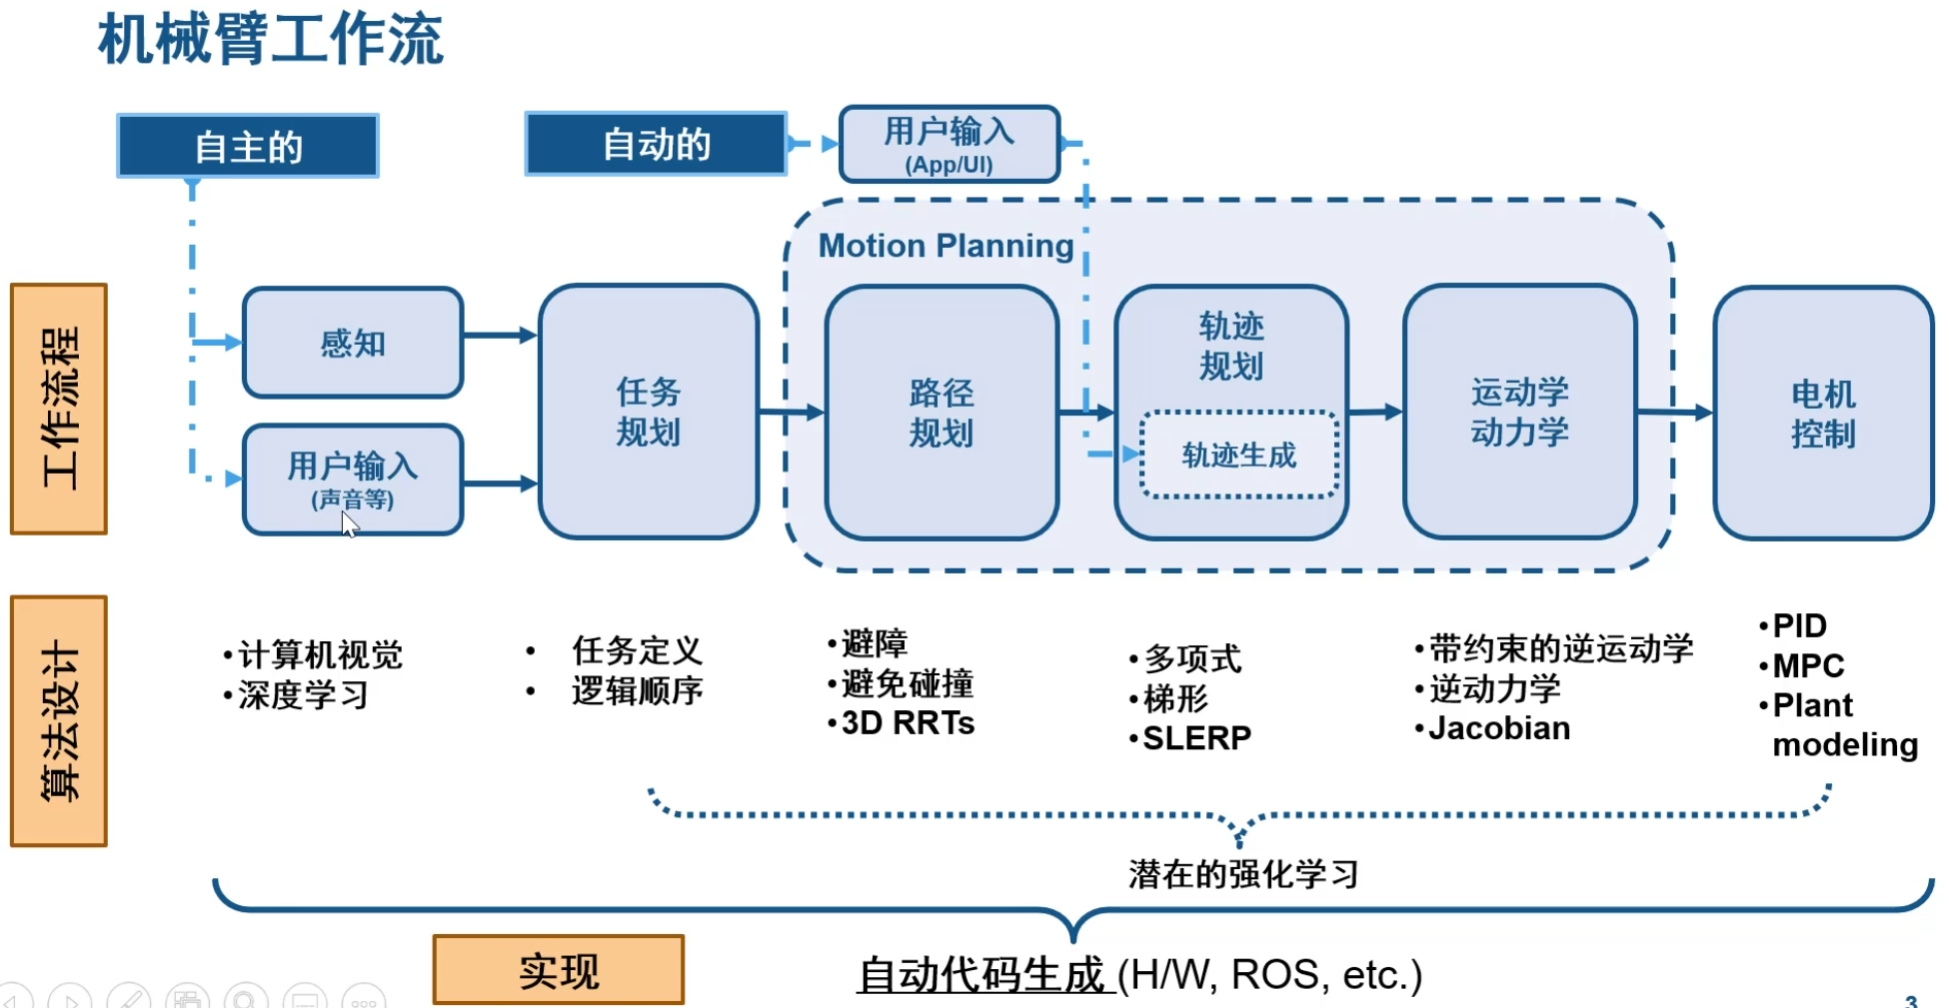 机械臂工作流
自主的
自动的
用户输入
(App/UI)
Motion Planning
工作流程
感知
用户输入
(声音等)
任务
规划
路径
规划
轨迹
规划
轨迹生成
运动学
动力学
电机
控制
算法设计
•计算机视觉
•深度学习
• 任务定义
• 逻辑顺序
•避障
•避免碰撞
•3D RRTs
•多项式
•梯形
•SLERP
•带约束的逆运动学
•逆动力学
•Jacobian
•PID
•MPC
•Plant
modeling
潜在的强化学习
实现
自动代码生成 (H/W, ROS, etc.)
3